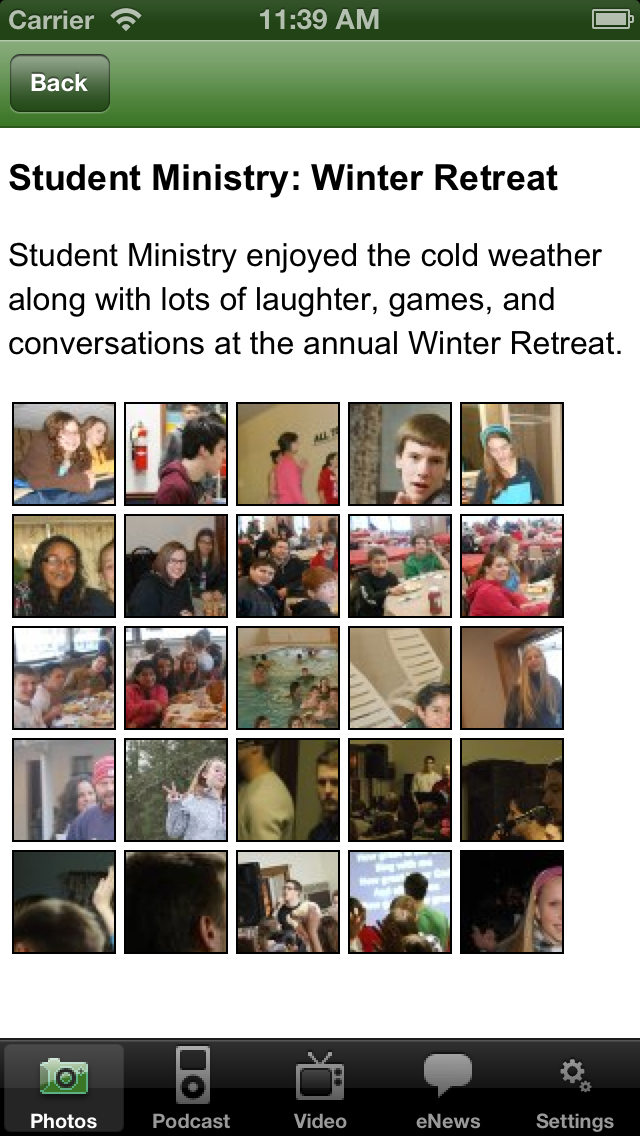 Carrier 11:39 AM
Back
Student Ministry: Winter Retreat
Student Ministry enjoyed the cold weather
along with lots of laughter, games, and
conversations at the annual Winter Retreat.
ALL
Photos Podcast Video eNews Settings